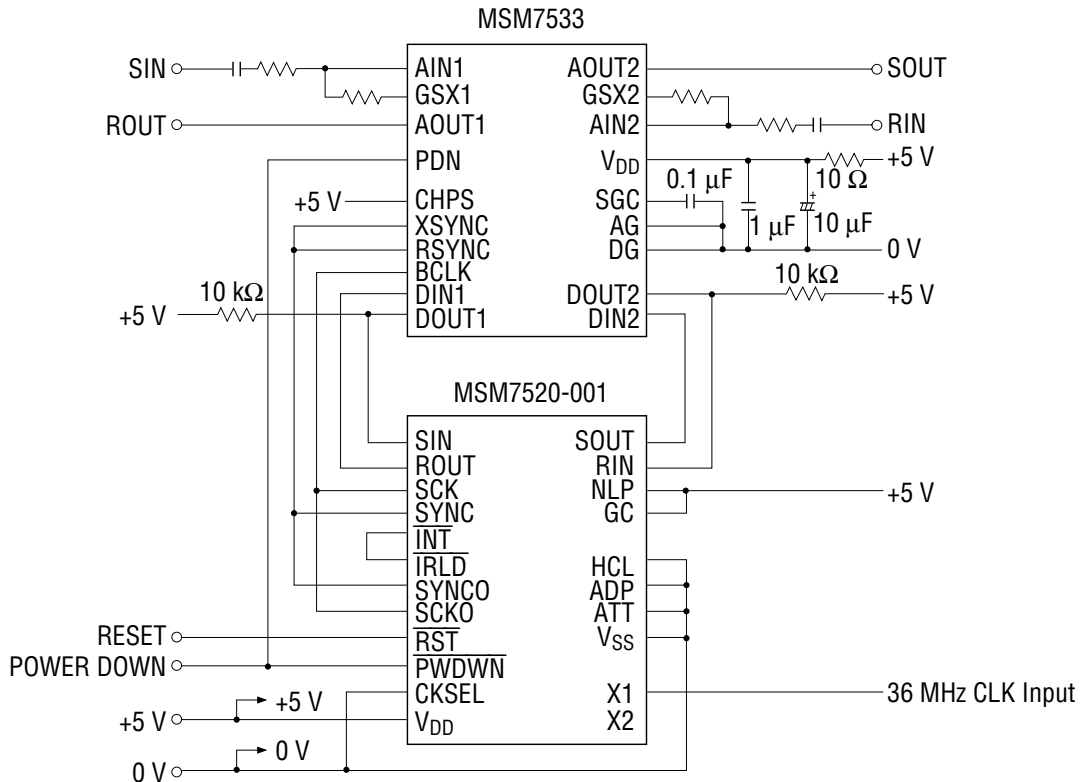 MSM7533
SIN AIN1 AOUT2 SOUT
GSX1 GSX2
ROUT AOUT1 AIN2 RIN
PDN VDD 10 Ω +5 V
+5 V CHPS SGC 0.1 μF 1 μF + 10 μF
XSYNC AG
RSYNC DG 0 V
BCLK
DIN1 DOUT2 10 kΩ +5 V
+5 V 10 kΩ DOUT1 DIN2
MSM7520-001
SIN SOUT
ROUT RIN
SCK NLP +5 V
SYNC GC
INT
IRLD HCL
SYNCO ADP
SCKO ATT
RESET RST VSS
POWER DOWN PWDWN
CKSEL X1 36 MHz CLK Input
+5 V +5 V VDD X2
0 V 0 V